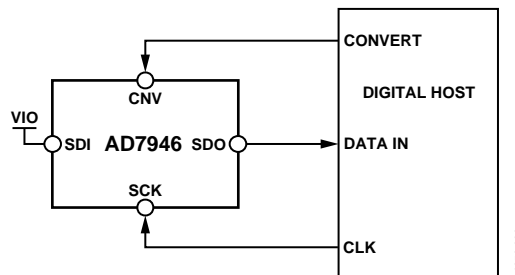 CONVERT
CNV
DIGITAL HOST
VIO
SDI AD7946 SDO
DATA IN
SCK
CLK